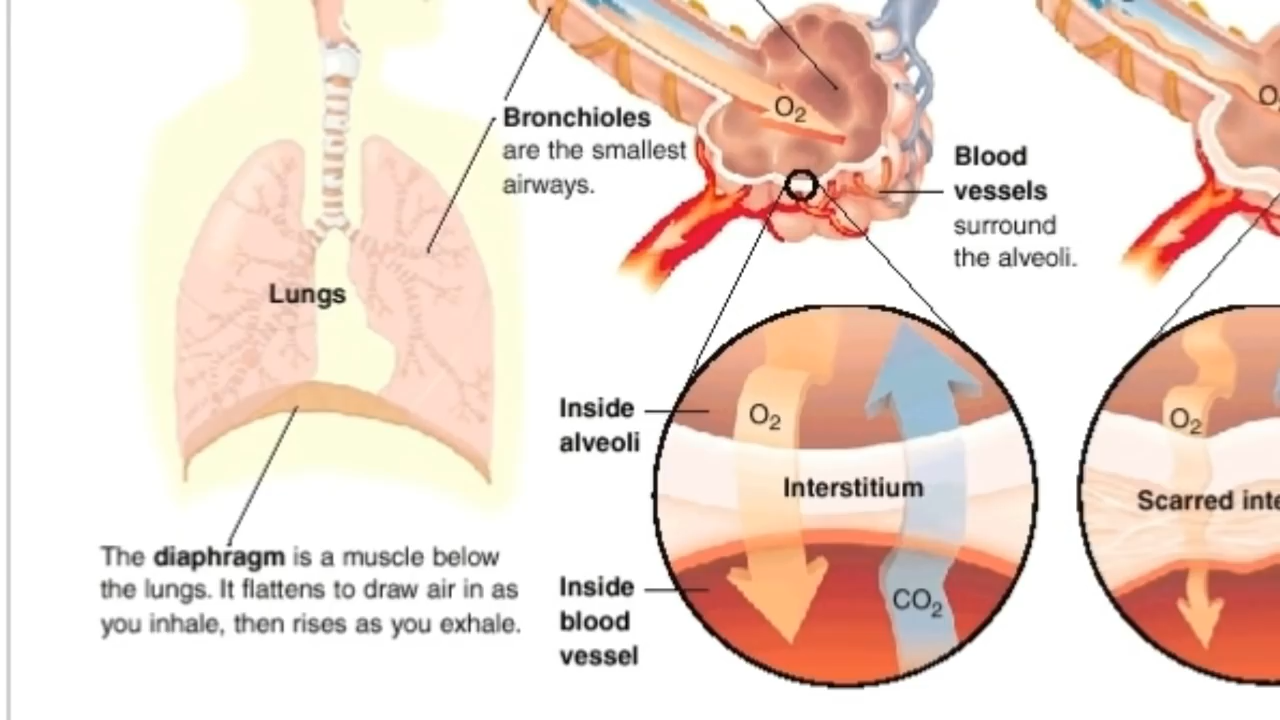 Bronchioles
are the smallest
airways.
O2
Blood
vessels
surround
the alveoli.
Lungs
The diaphragm is a muscle below
the lungs. It flattens to draw air in as
you inhale, then rises as you exhale.
Inside
alveoli
O2
Interstitium
Inside
blood
vessel
CO2
O
O2
Scarred inte